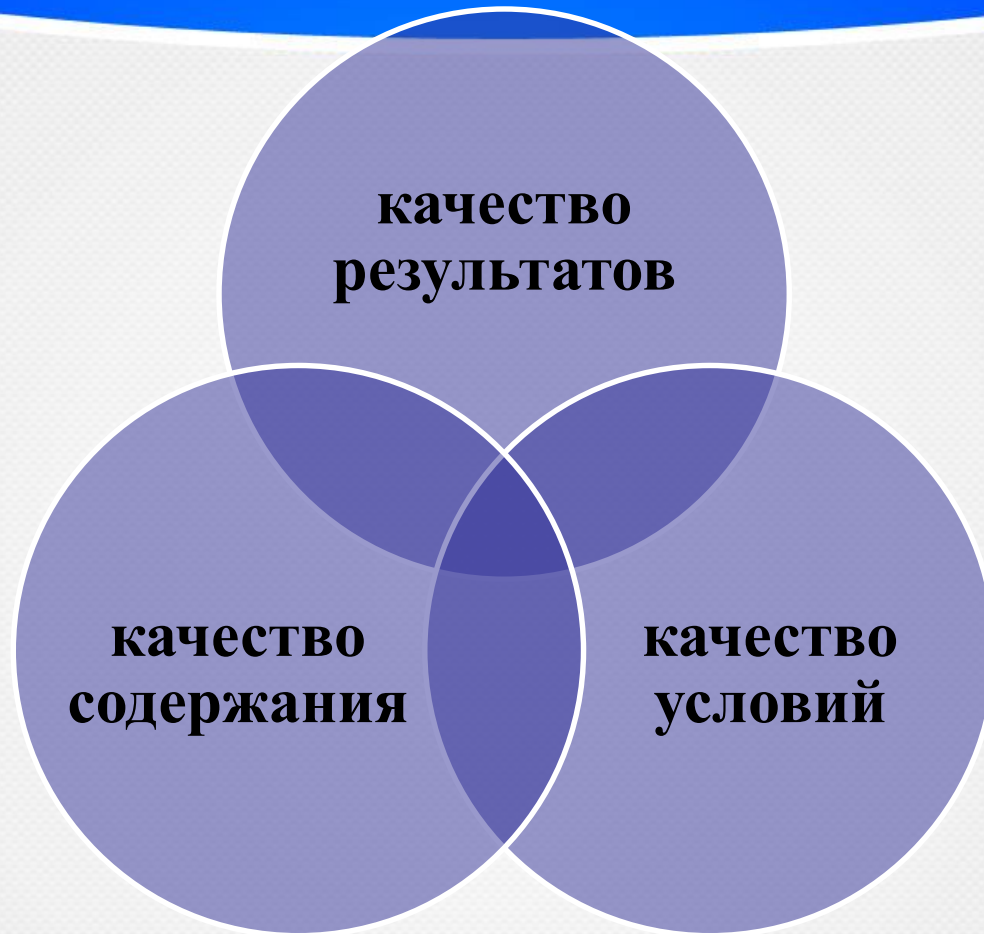 качество
результатов
качество
содержания
качество
условий